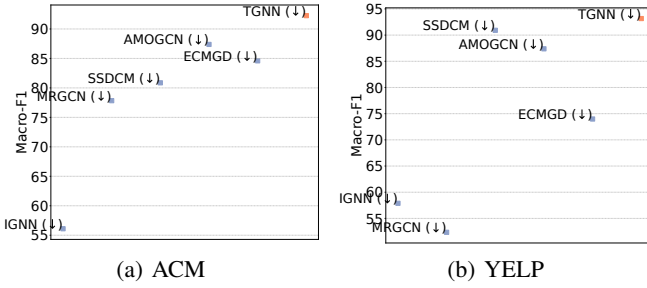 TGNN (↓)
90
AMOGCN (↓)
ECMGD (↓)
85
SSDCM (↓)
80
MRGCN (↓)
75
70
65
60
IGNN (↓)
55
Macro-F1
(a) ACM
95
TGNN (↓)
SSDCM (↓)
90
AMOGCN (↓)
85
80
75
ECMGD (↓)
70
65
60
IGNN (↓)
55
MRGCN (↓)
Macro-F1
(b) YELP